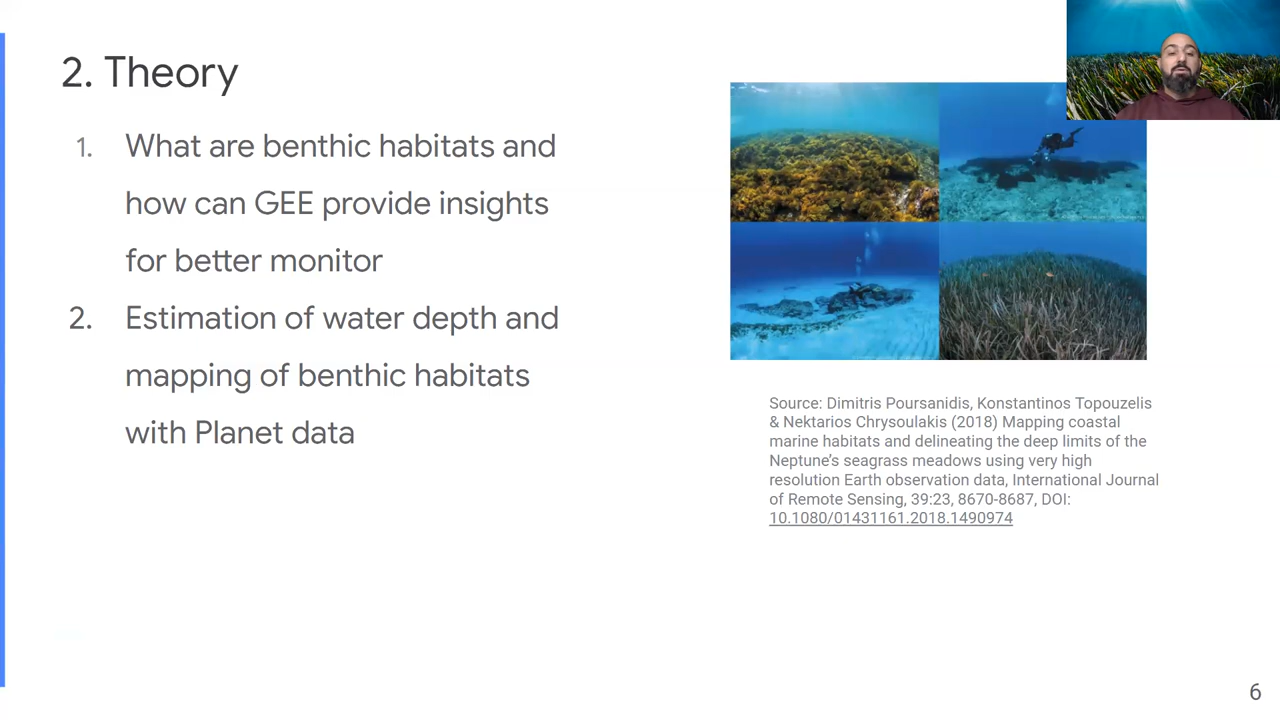 2. Theory
1. What are benthic habitats and
how can GEE provide insights
for better monitor
2. Estimation of water depth and
mapping of benthic habitats
with Planet data
Source: Dimitris Poursanidis, Konstantinos Topouzelis
& Nektarios Chrysoulakis (2018) Mapping coastal
marine habitats and delineating the deep limits of the
Neptune’s seagrass meadows using very high
resolution Earth observation data, International Journal
of Remote Sensing, 39:23, 8670-8687, DOI:
10.1080/01431161.2018.1490974
6